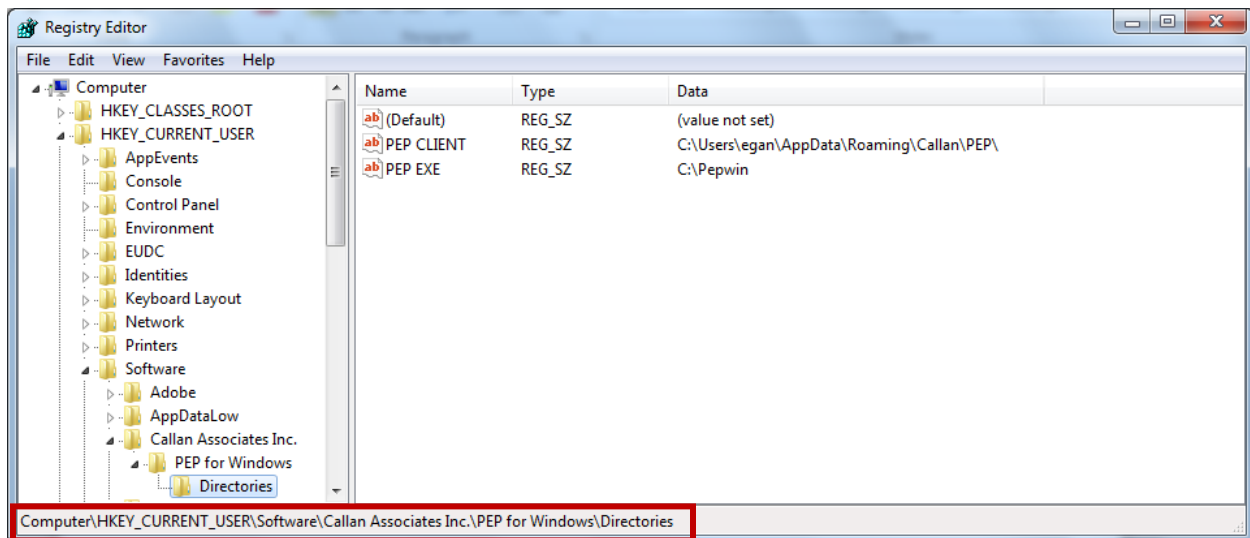 Registry Editor
File Edit View Favorites Help
Computer
HKEY_CLASSES_ROOT
HKEY_CURRENT_USER
AppEvents
Console
Control Panel
Environment
EUDC
Identities
Keyboard Layout
Network
Printers
Software
Adobe
AppDataLow
Callan Associates Inc.
PEP for Windows
Directories
Name Type Data
ab (Default) REG_SZ (value not set)
ab PEP CLIENT REG_SZ C:\Users\egan\AppData\Roaming\Callan\PEP\
ab PEP EXE REG_SZ C:\Pepwin
Computer\HKEY_CURRENT_USER\Software\Callan Associates Inc.\PEP for Windows\Directories